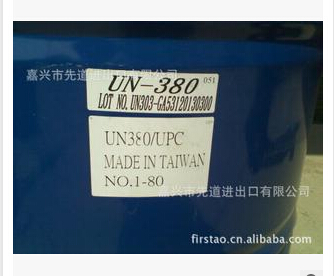 嘉兴市先道进出口有限公司
UN-380 051
LOT NO. UN303-GA53120130300
UN380/UPC
MADE IN TAIWAN
NO.1-80
嘉兴市先道进出口有限公司
firstao.cn.alibaba.com